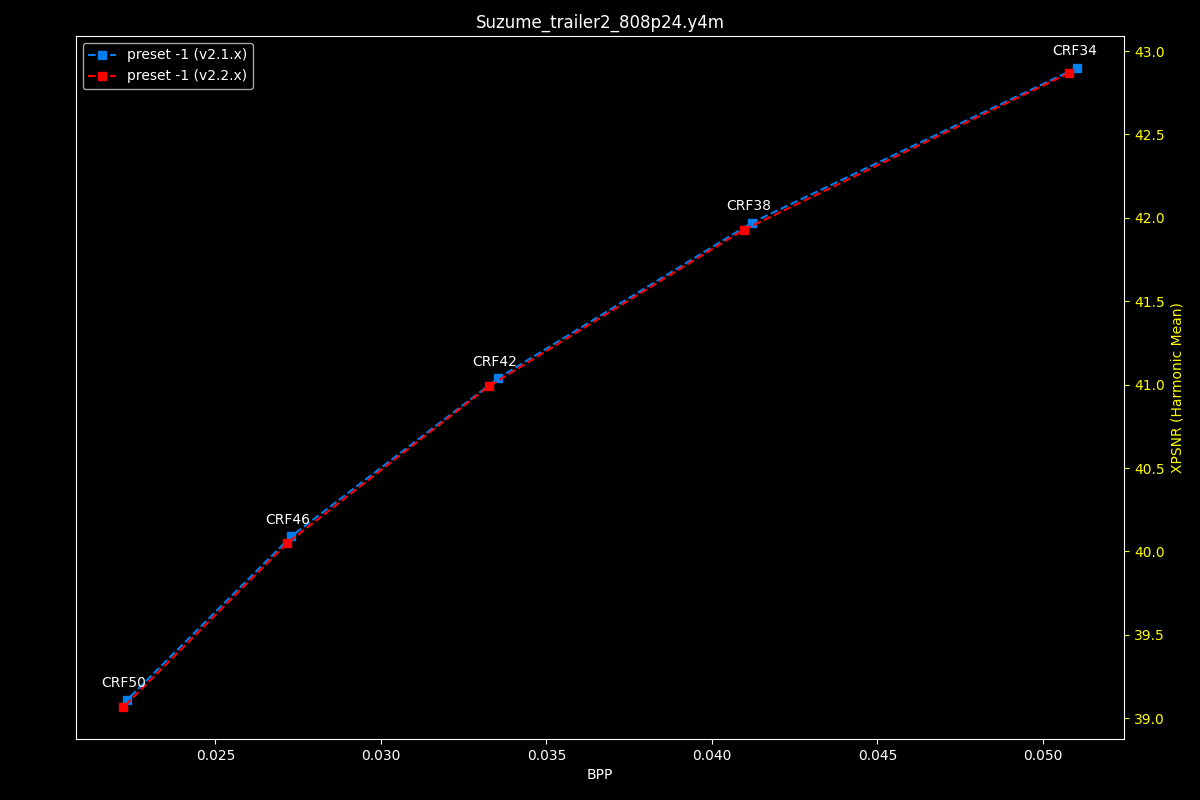 Suzume_trailer2_808p24.y4m
preset -1 (v2.1.x)
preset -1 (v2.2.x)
CRF34
CRF38
CRF42
CRF46
CRF50
43.0
42.5
42.0
41.5
41.0
40.5
40.0
39.5
39.0
XPSNR (Harmonic Mean)
0.025
0.030
0.035
0.040
0.045
0.050
BPP